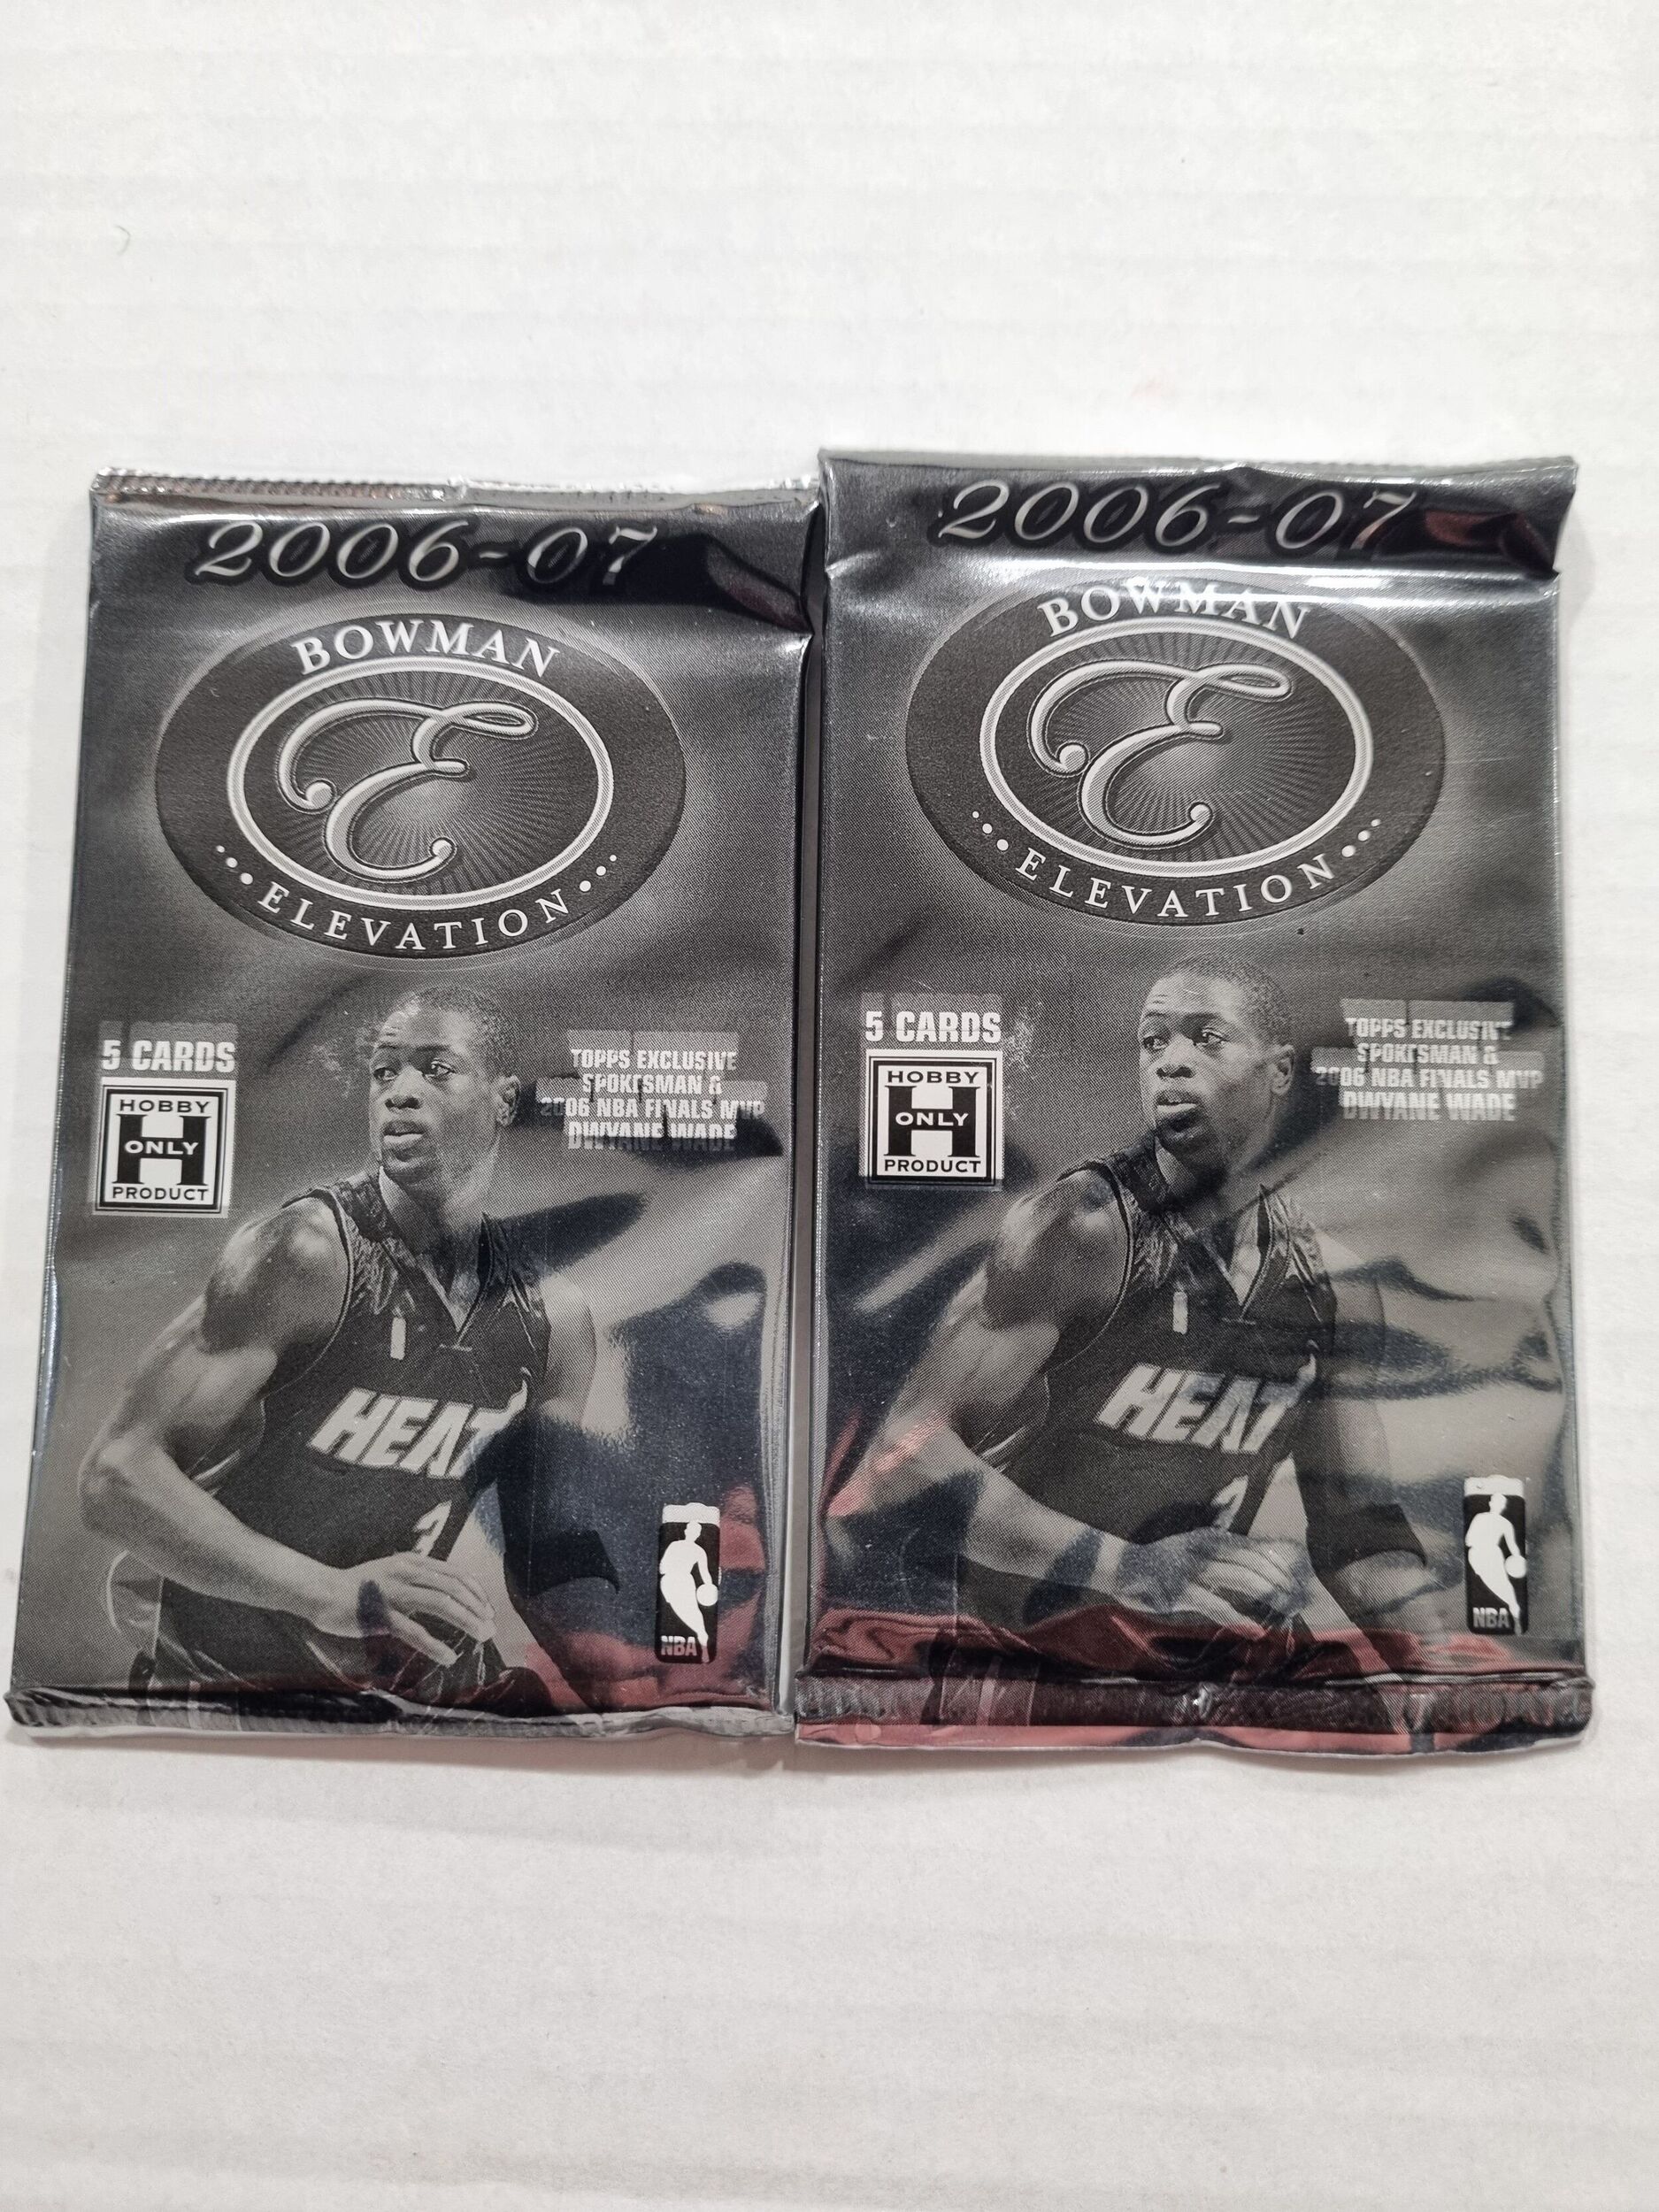 2006-07
BOWMAN
E
ELEVATION
5 CARDS
HOBBY
H
ONLY
PRODUCT
TOPPS EXCLUSIVE
SPOKESMAN &
2006 NBA FINALS MVP
DWYANE WADE
HEAT
3
NBA
2006-07
BOWMAN
E
ELEVATION
5 CARDS
HOBBY
H
ONLY
PRODUCT
TOPPS EXCLUSIVE
SPOKESMAN &
2006 NBA FINALS MVP
DWYANE WADE
HEAT
3
NBA